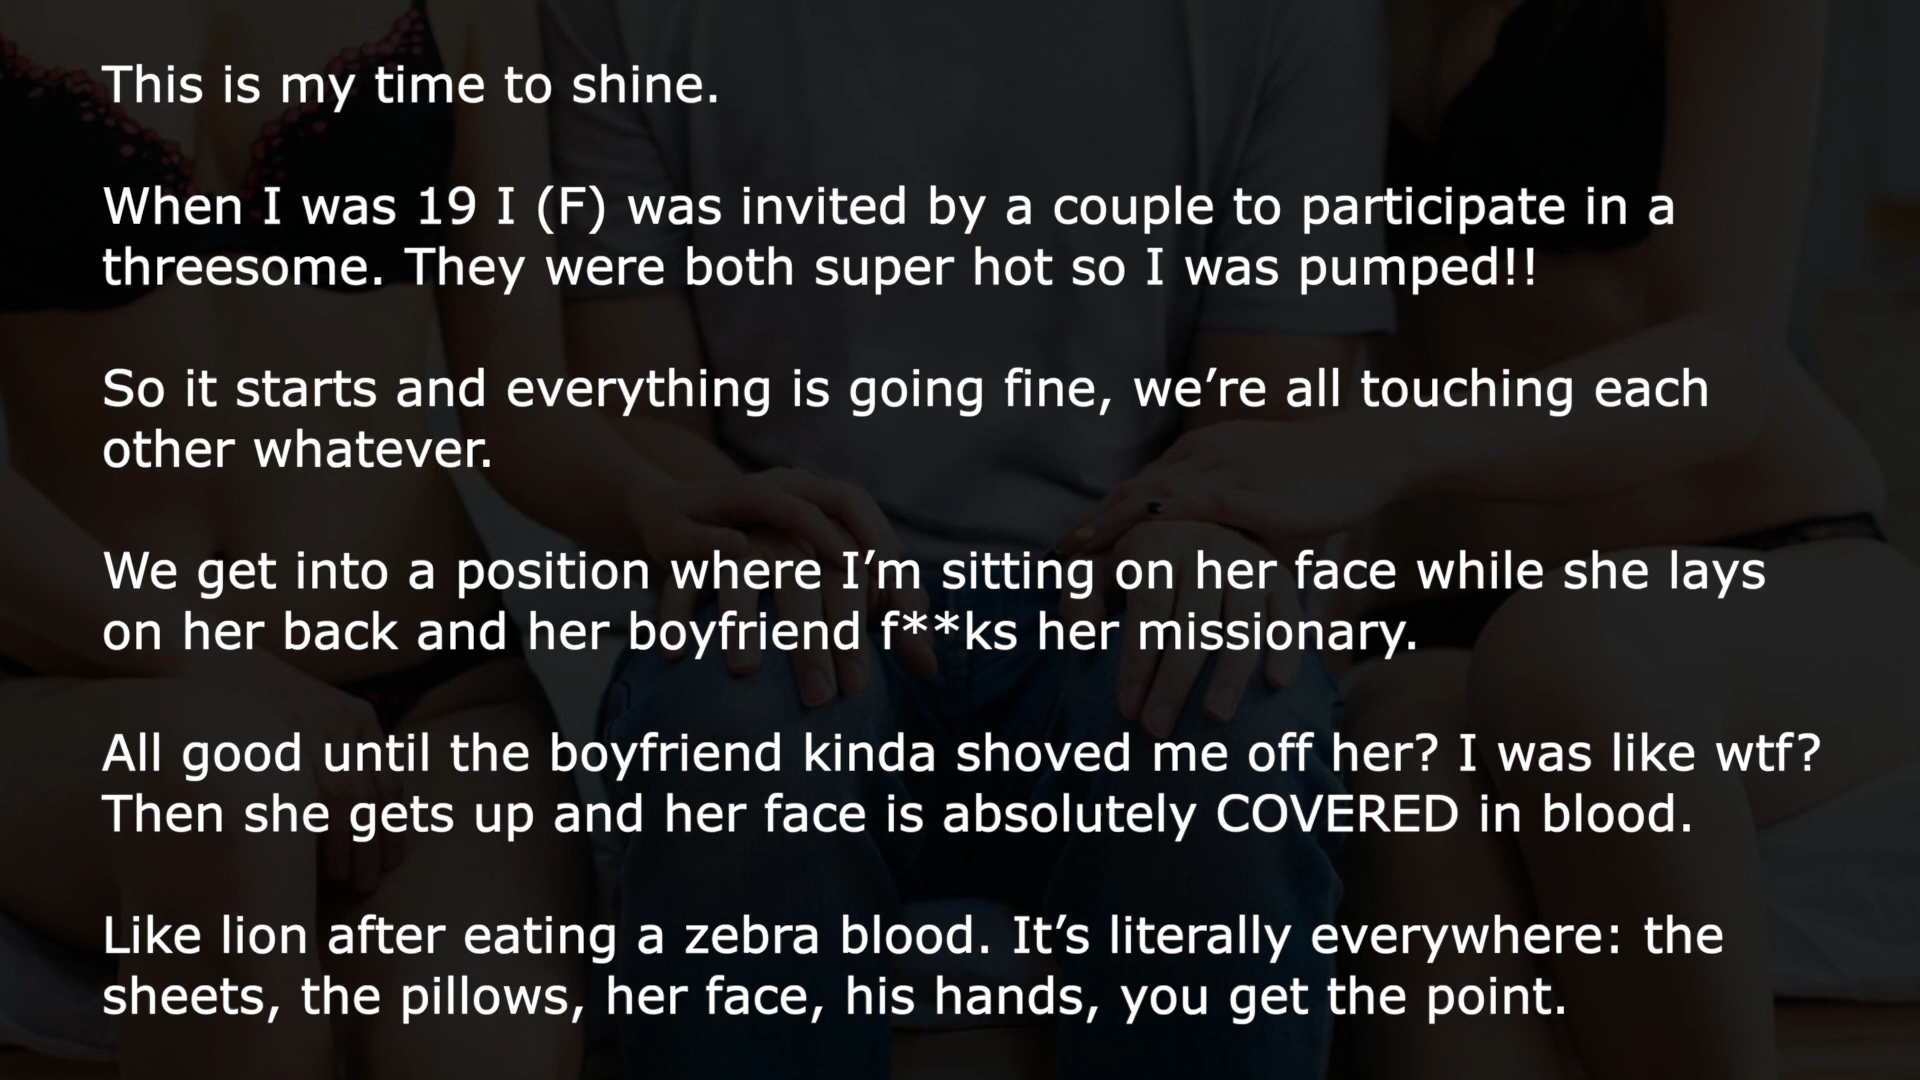 This is my time to shine.
When I was 19 I (F) was invited by a couple to participate in a
threesome. They were both super hot so I was pumped!!
So it starts and everything is going fine, we’re all touching each
other whatever.
We get into a position where I’m sitting on her face while she lays
on her back and her boyfriend f**ks her missionary.
All good until the boyfriend kinda shoved me off her? I was like wtf?
Then she gets up and her face is absolutely COVERED in blood.
Like lion after eating a zebra blood. It’s literally everywhere: the
sheets, the pillows, her face, his hands, you get the point.